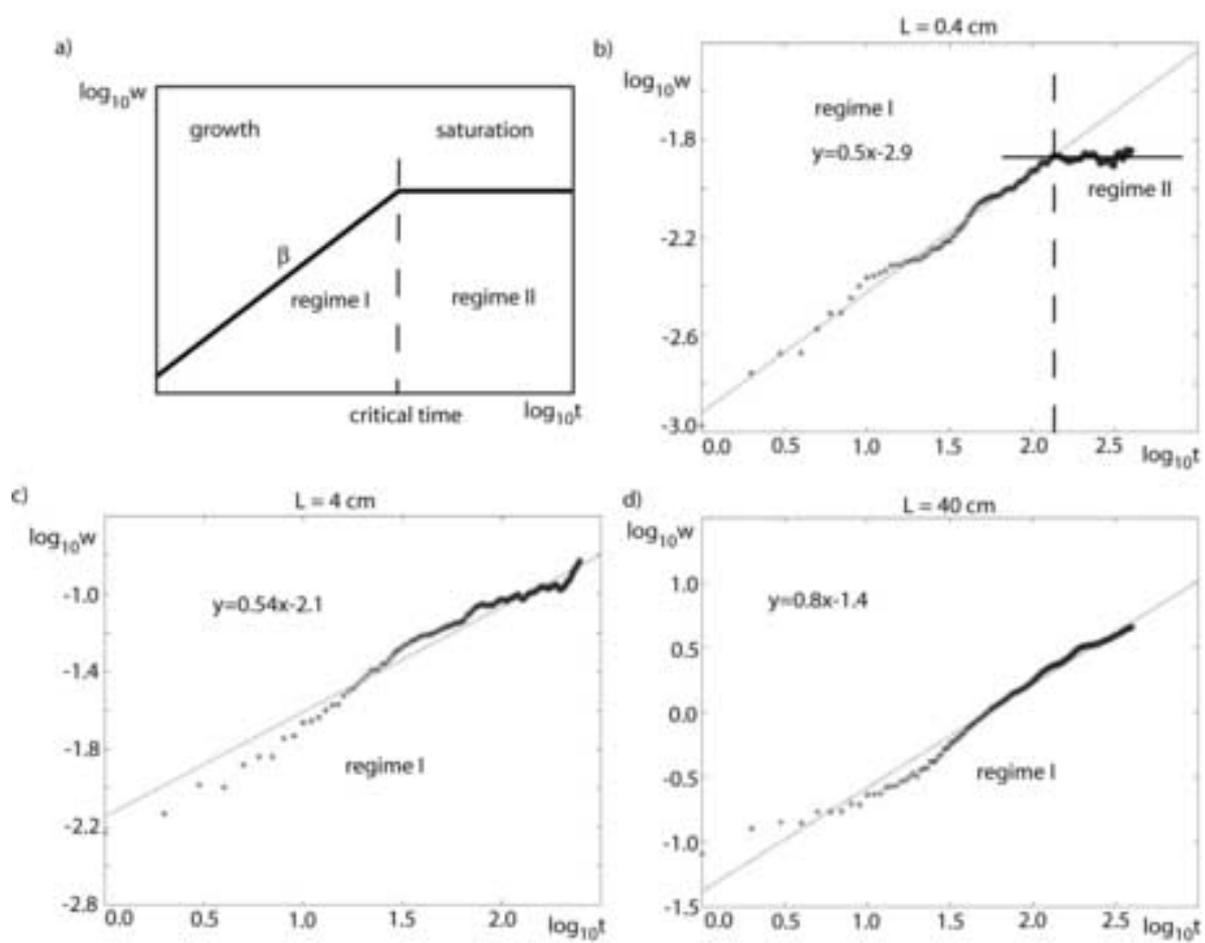 a)
log10w
growth
saturation
β
regime I
regime II
critical time
log10t
b)
L = 0.4 cm
log10w
regime I
y=0.5x-2.9
-1.8
regime II
-2.2
-2.6
-3.0
0.0
0.5
1.0
1.5
2.0
2.5
log10t
c)
L = 4 cm
log10w
-1.0
y=0.54x-2.1
-1.4
-1.8
regime I
-2.2
-2.8
0.0
0.5
1.0
1.5
2.0
log10t
d)
L = 40 cm
log10w
1.0
y=0.8x-1.4
0.5
0.0
-0.5
regime I
-1.0
-1.5
0.0
0.5
1.0
1.5
2.0
2.5
log10t